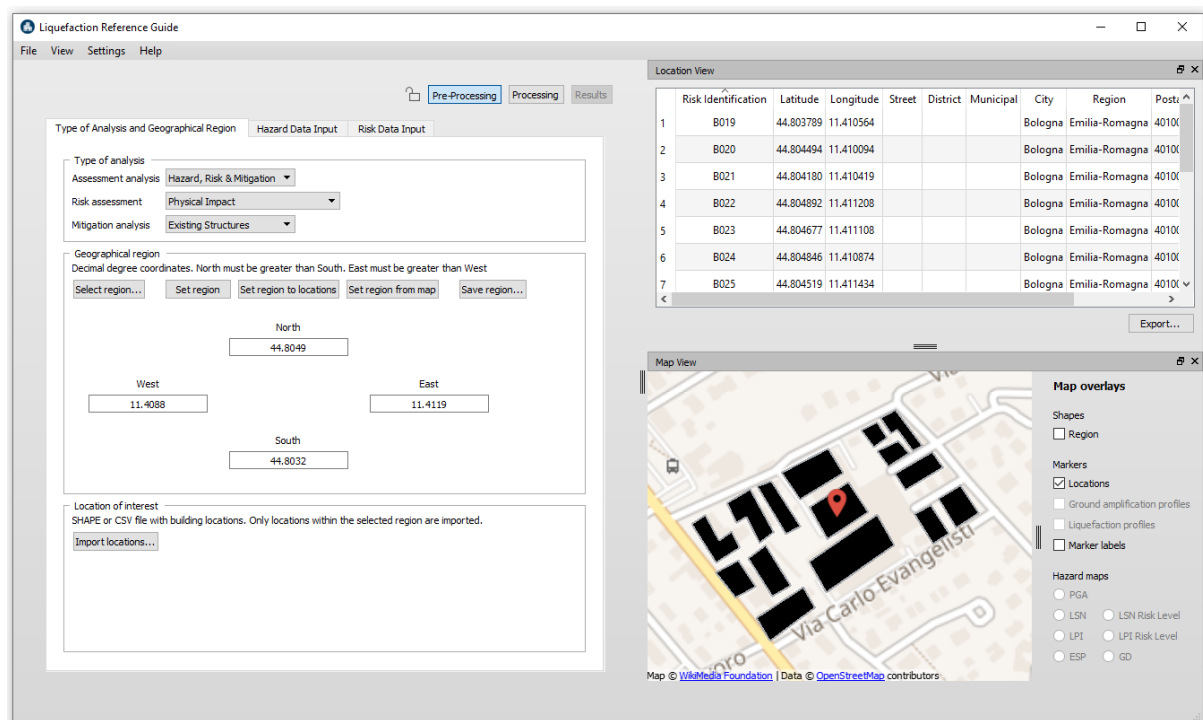 Liquefaction Reference Guide
File View Settings Help
Pre-Processing Processing Results
Type of Analysis and Geographical Region Hazard Data Input Risk Data Input
Type of analysis
Assessment analysis Hazard, Risk & Mitigation
Risk assessment Physical Impact
Mitigation analysis Existing Structures
Geographical region
Decimal degree coordinates. North must be greater than South. East must be greater than West
Select region... Set region Set region to locations Set region from map Save region...
North
44.8049
West East
11.4088 11.4119
South
44.8032
Location of interest
SHAPE or CSV file with building locations. Only locations within the selected region are imported.
Import locations...
Location View
Risk Identification Latitude Longitude Street District Municipal City Region Posta
1 B019 44.803789 11.410564 Bologna Emilia-Romagna 40100
2 B020 44.804494 11.410094 Bologna Emilia-Romagna 40100
3 B021 44.804180 11.410419 Bologna Emilia-Romagna 40100
4 B022 44.804892 11.411208 Bologna Emilia-Romagna 40100
5 B023 44.804677 11.411108 Bologna Emilia-Romagna 40100
6 B024 44.804846 11.410874 Bologna Emilia-Romagna 40100
7 B025 44.804519 11.411434 Bologna Emilia-Romagna 40100
Export...
Map View
Via
Via Carlo Evangelisti
oro
Map © WikiMedia Foundation | Data © OpenStreetMap contributors
Map overlays
Shapes
Region
Markers
Locations
Ground amplification profiles
Liquefaction profiles
Marker labels
Hazard maps
PGA
LSN LSN Risk Level
LPI LPI Risk Level
ESP GD